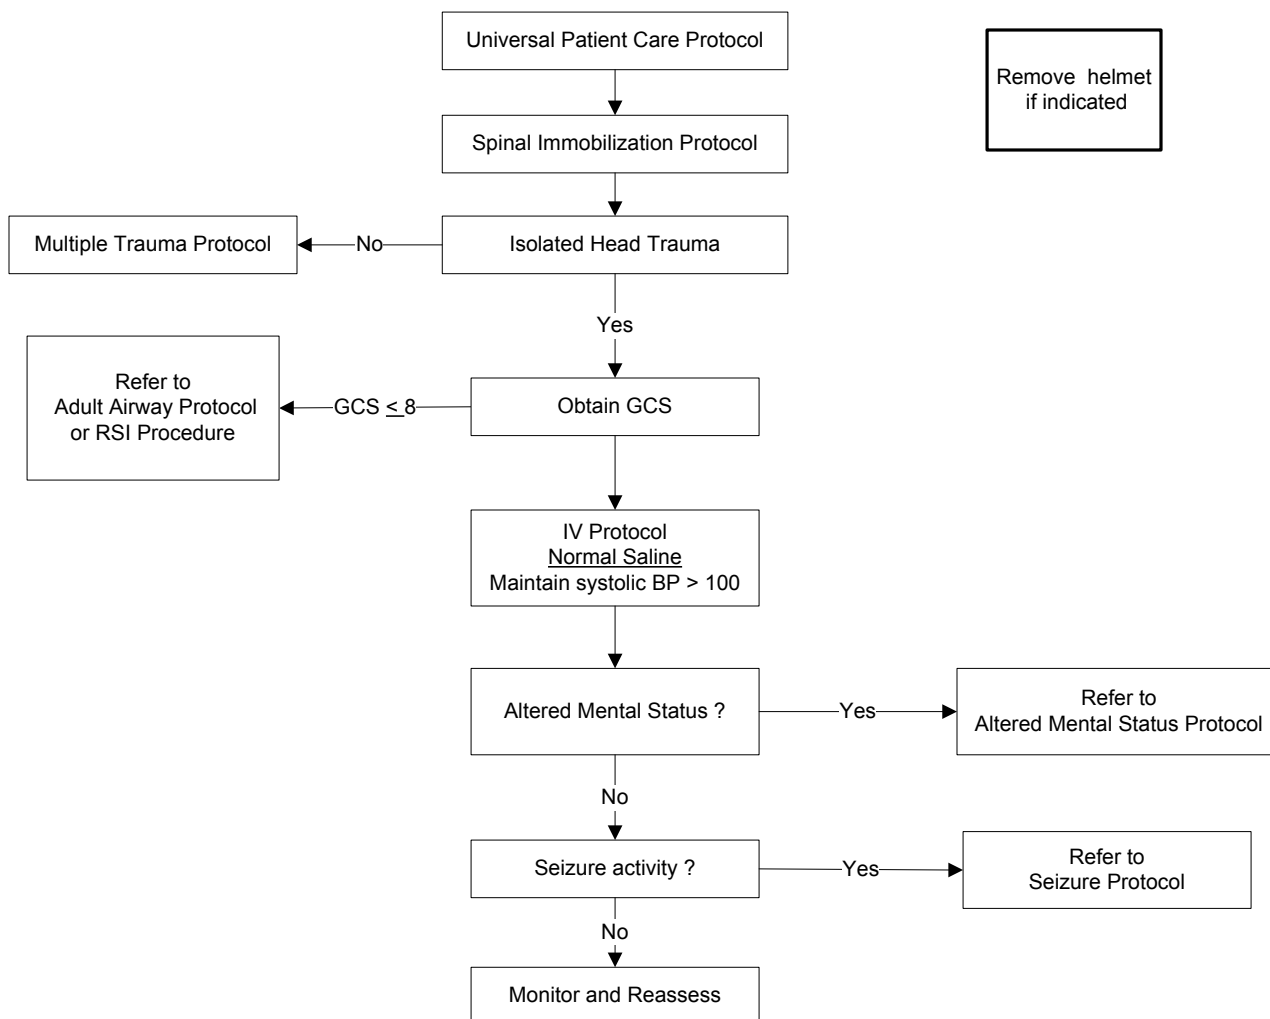 Universal Patient Care Protocol
Remove helmet
if indicated
Spinal Immobilization Protocol
Multiple Trauma Protocol
No
Isolated Head Trauma
Yes
Refer to
Adult Airway Protocol
or RSI Procedure
GCS < 8
Obtain GCS
IV Protocol
Normal Saline
Maintain systolic BP > 100
Altered Mental Status ?
Yes
Refer to
Altered Mental Status Protocol
No
Seizure activity ?
Yes
Refer to
Seizure Protocol
No
Monitor and Reassess